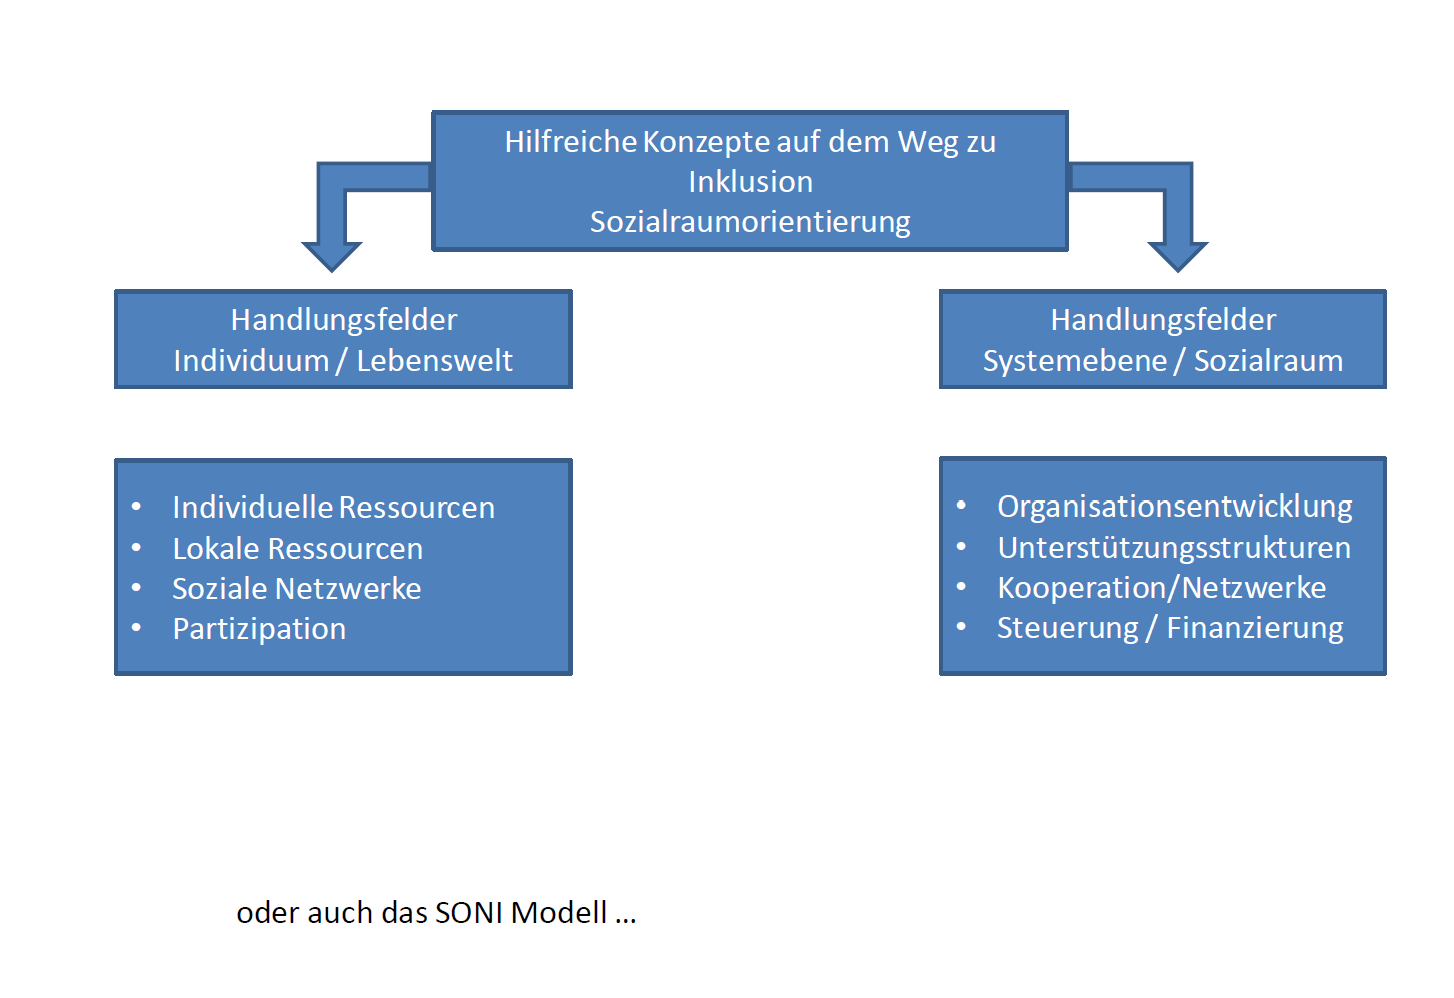 Hilfreiche Konzepte auf dem Weg zu
Inklusion
Sozialraumorientierung
Handlungsfelder
Individuum / Lebenswelt
Handlungsfelder
Systemebene / Sozialraum
• Individuelle Ressourcen
• Lokale Ressourcen
• Soziale Netzwerke
• Partizipation
• Organisationsentwicklung
• Unterstützungsstrukturen
• Kooperation/Netzwerke
• Steuerung / Finanzierung
oder auch das SONI Modell ...